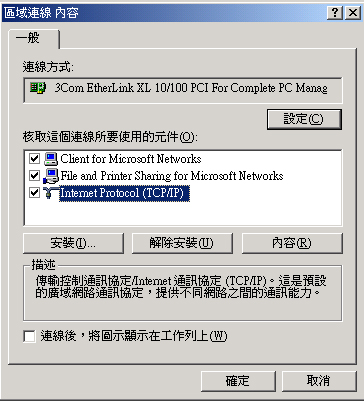 區域連線 內容
一般
連線方式:
3Com EtherLink XL 10/100 PCI For Complete PC Manag
設定(C)
核取這個連線所要使用的元件(O):
Client for Microsoft Networks
File and Printer Sharing for Microsoft Networks
Internet Protocol (TCP/IP)
安裝(I)... 解除安裝(U) 內容(R)
描述
傳輸控制通訊協定/Internet 通訊協定 (TCP/IP)。這是預設
的廣域網路通訊協定，提供不同網路之間的通訊能力。
連線後，將圖示顯示在工作列上(W)
確定 取消